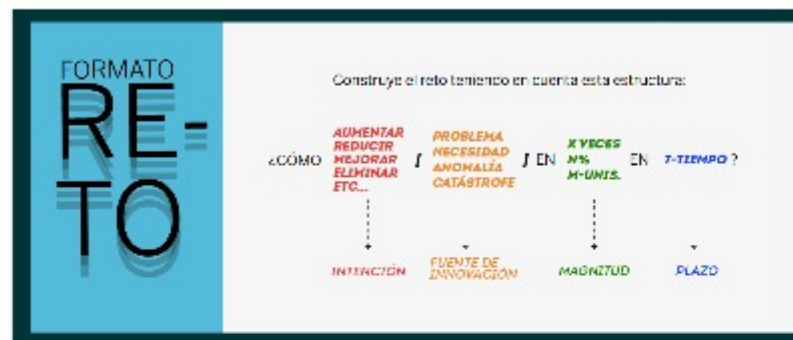 FORMATO
RE-
TO
Construye el reto teniendo en cuenta esta estructura:
¿CÓMO
AUMENTAR
REDUCIR
MEJORAR
ELIMINAR
ETC...
[
PROBLEMA
NECESIDAD
ANOMALÍA
CATÁSTROFE
] EN
X VECES
N%
M-UNIS.
EN
T-TIEMPO ?
INTENCIÓN
FUENTE DE
INNOVACIÓN
MAGNITUD
PLAZO